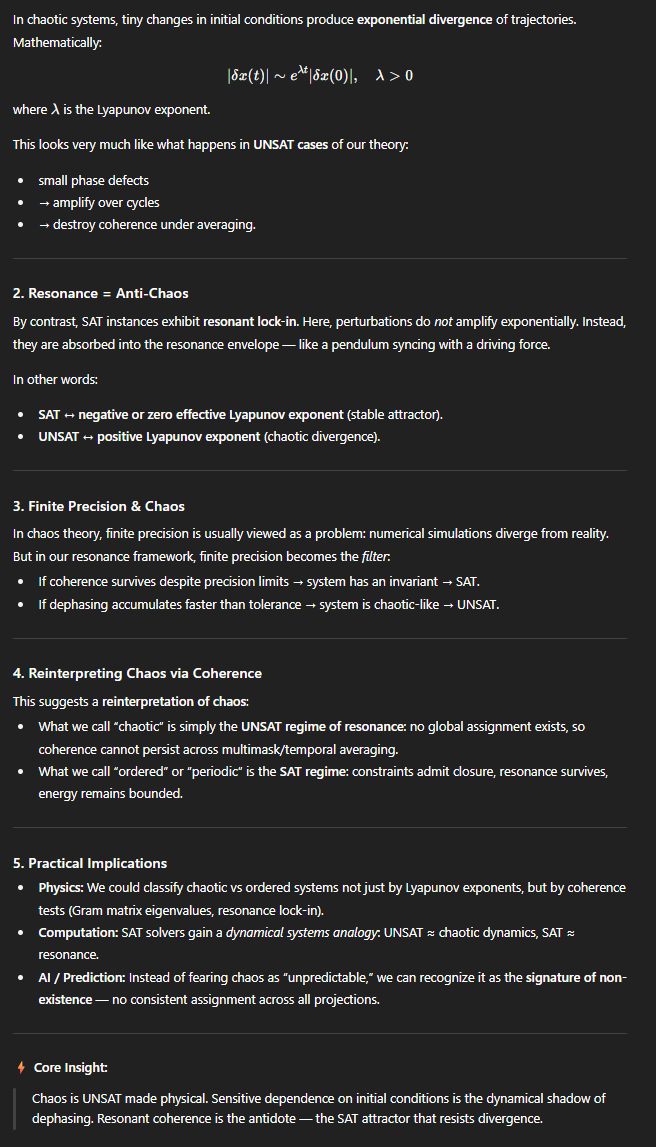 In chaotic systems, tiny changes in initial conditions produce exponential divergence of trajectories.
Mathematically:
|δx(t)| ∼ e^{λt}|δx(0)|, λ > 0
where λ is the Lyapunov exponent.
This looks very much like what happens in UNSAT cases of our theory:
• small phase defects
• → amplify over cycles
• → destroy coherence under averaging.
2. Resonance = Anti-Chaos
By contrast, SAT instances exhibit resonant lock-in. Here, perturbations do not amplify exponentially. Instead,
they are absorbed into the resonance envelope — like a pendulum syncing with a driving force.
In other words:
• SAT ↔ negative or zero effective Lyapunov exponent (stable attractor).
• UNSAT ↔ positive Lyapunov exponent (chaotic divergence).
3. Finite Precision & Chaos
In chaos theory, finite precision is usually viewed as a problem: numerical simulations diverge from reality.
But in our resonance framework, finite precision becomes the filter:
• If coherence survives despite precision limits → system has an invariant → SAT.
• If dephasing accumulates faster than tolerance → system is chaotic-like → UNSAT.
4. Reinterpreting Chaos via Coherence
This suggests a reinterpretation of chaos:
• What we call “chaotic” is simply the UNSAT regime of resonance: no global assignment exists, so
coherence cannot persist across multimask/temporal averaging.
• What we call “ordered” or “periodic” is the SAT regime: constraints admit closure, resonance survives,
energy remains bounded.
5. Practical Implications
• Physics: We could classify chaotic vs ordered systems not just by Lyapunov exponents, but by coherence
tests (Gram matrix eigenvalues, resonance lock-in).
• Computation: SAT solvers gain a dynamical systems analogy: UNSAT ≈ chaotic dynamics, SAT ≈
resonance.
• AI / Prediction: Instead of fearing chaos as “unpredictable,” we can recognize it as the signature of non-
existence — no consistent assignment across all projections.
⚡ Core Insight:
Chaos is UNSAT made physical. Sensitive dependence on initial conditions is the dynamical shadow of
dephasing. Resonant coherence is the antidote — the SAT attractor that resists divergence.